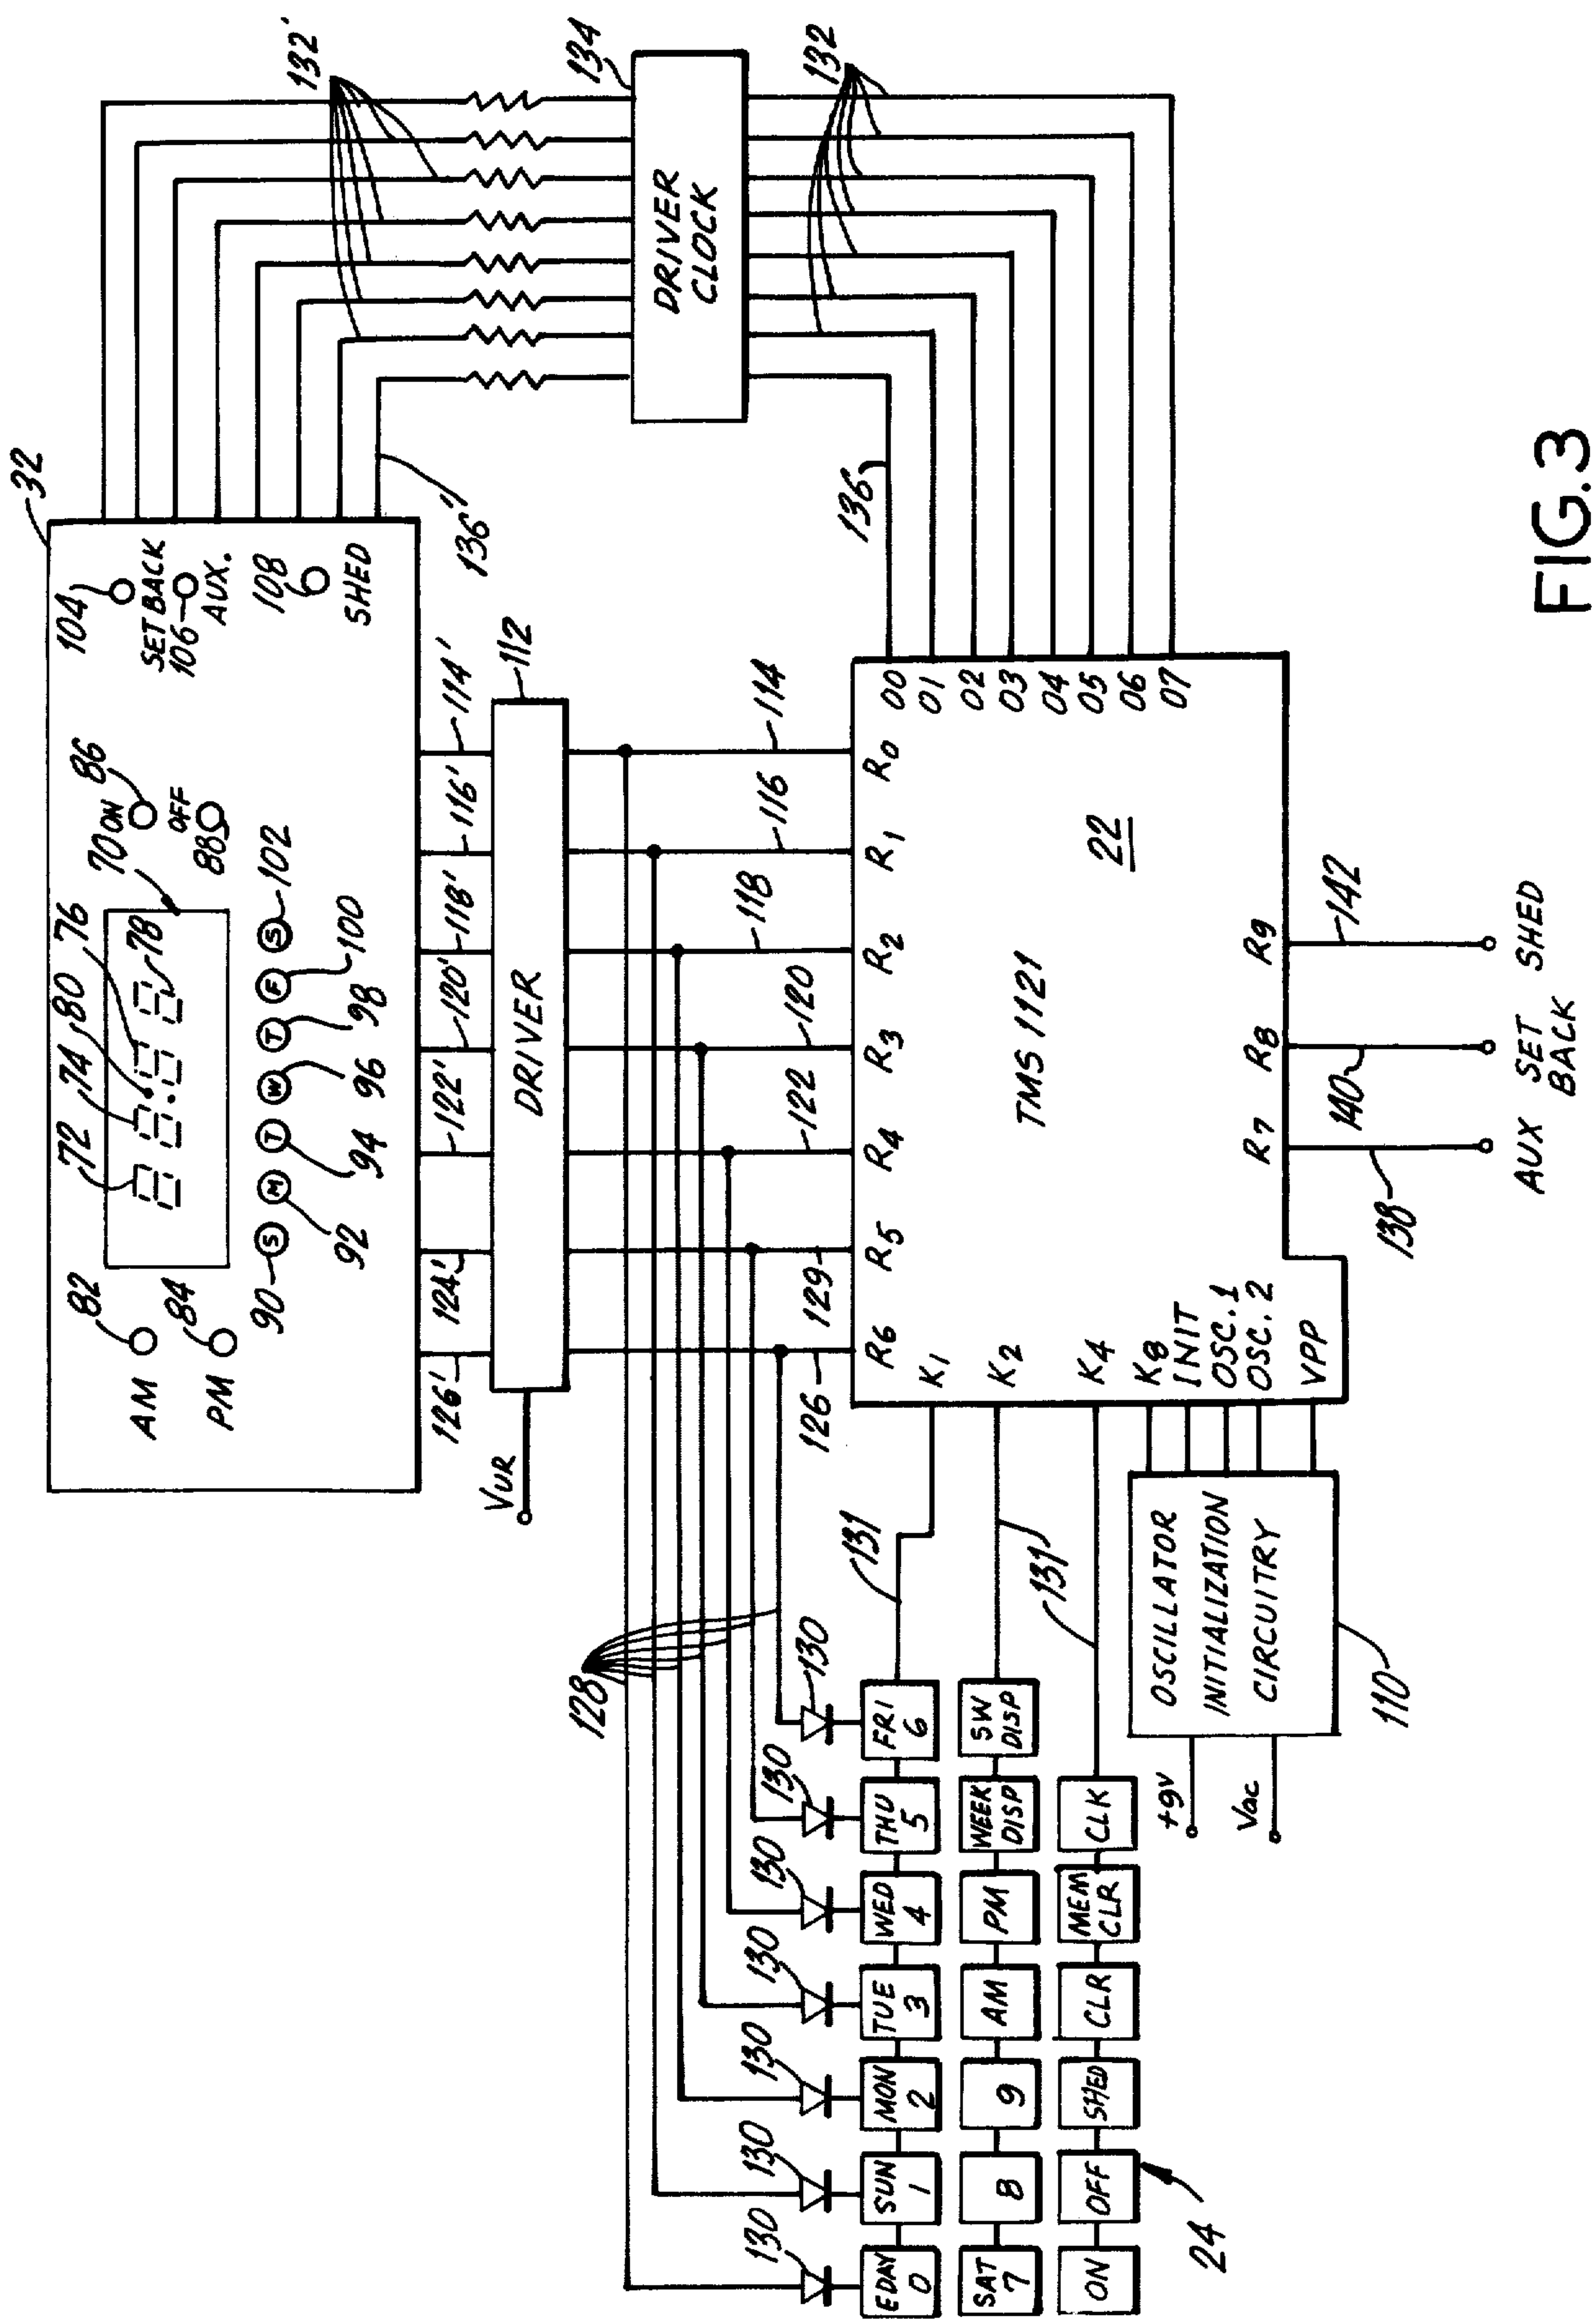 32
104
SET BACK
106
AUX.
108
SHED
70
ON
86
OFF
88
72
74
80
76
78
82
AM
84
PM
S
M
T
W
T
F
S
90
92
94
96
98
100
102
132'
134
DRIVER
CLOCK
132
136'
136
126'
124'
122'
120'
118'
116'
114'
VUR
DRIVER
112
128
126
129
122
120
118
116
114
R6
R5
R4
R3
R2
R1
R0
00
01
02
03
04
05
06
07
TMS 1121
22
K1
K2
K4
K8
INIT
OSC. 1
OSC. 2
VPP
R7
R8
R9
138
140
142
AUX
SET
BACK
SHED
131
131
OSCILLATOR
INITIALIZATION
CIRCUITRY
110
+9V
Vac
130
130
130
130
130
130
130
EDAY
0
SUN
1
MON
2
TUE
3
WED
4
THU
5
FRI
6
SAT
7
8
9
AM
PM
WEEK
DISP
SW
DISP
ON
OFF
SHED
CLR
MEM
CLR
CLK
24
FIG.3